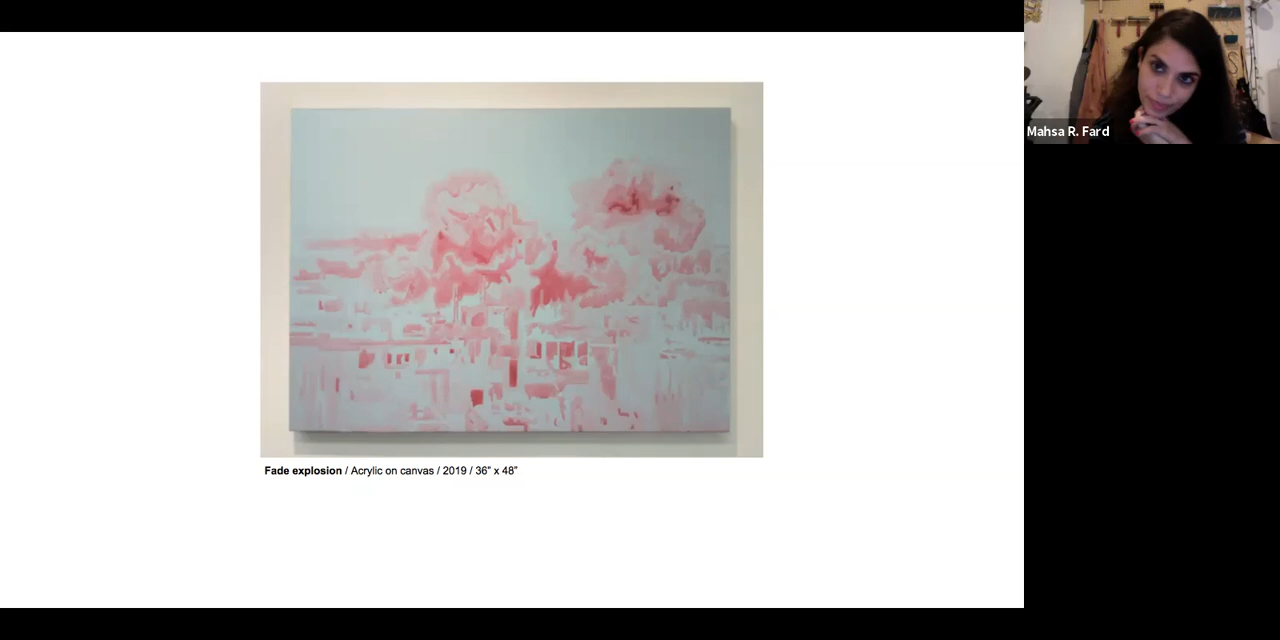 Mahsa R. Fard
Fade explosion / Acrylic on canvas / 2019 / 36” x 48”